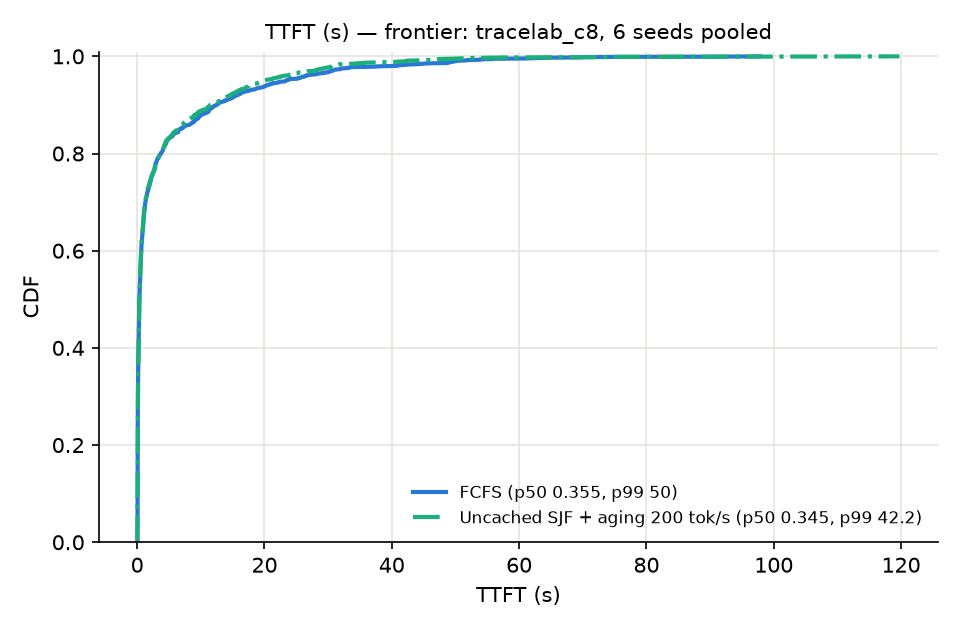 TTFT (s) — frontier: tracelab_c8, 6 seeds pooled
1.0
0.8
0.6
0.4
0.2
0.0
CDF
FCFS (p50 0.355, p99 50)
Uncached SJF + aging 200 tok/s (p50 0.345, p99 42.2)
0 20 40 60 80 100 120
TTFT (s)